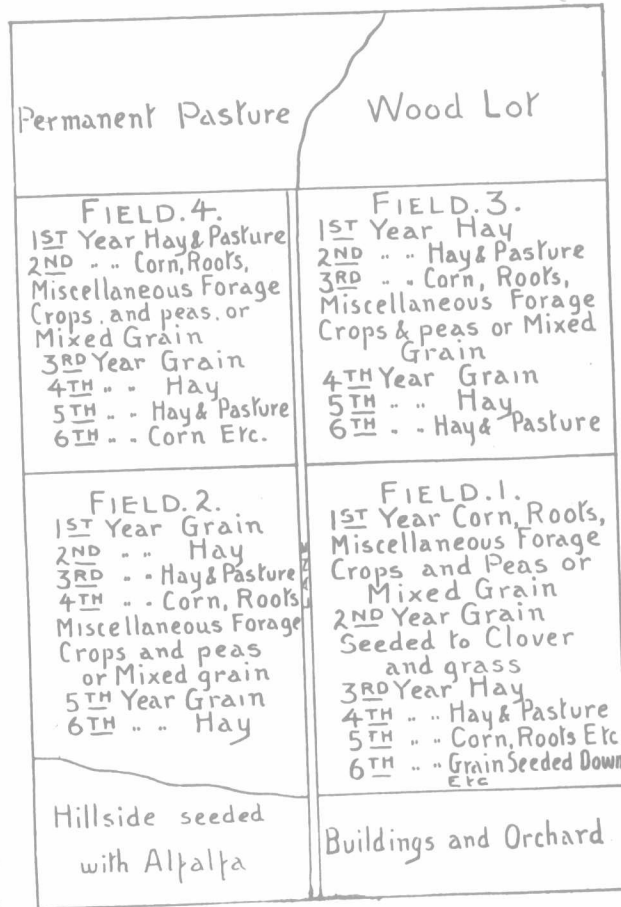 Permanent Pasture
Wood Lot
FIELD. 4.
1ST Year Hay & Pasture
2ND " " Corn, Roots,
Miscellaneous Forage
Crops, and peas, or
Mixed Grain
3RD Year Grain
4TH " " Hay
5TH " " Hay & Pasture
6TH " " Corn Etc.
FIELD. 3.
1ST Year Hay
2ND " " Hay & Pasture
3RD " " Corn, Roots,
Miscellaneous Forage
Crops & peas or Mixed
Grain
4TH Year Grain
5TH " " Hay
6TH " " Hay & Pasture
FIELD. 2.
1ST Year Grain
2ND " " Hay
3RD " " Hay & Pasture
4TH " " Corn, Roots
Miscellaneous Forage
Crops and peas
or Mixed grain
5TH Year Grain
6TH " " Hay
LANE
FIELD. 1.
1ST Year Corn, Roots,
Miscellaneous Forage
Crops and Peas or
Mixed Grain
2ND Year Grain
Seeded to Clover
and grass
3RD Year Hay
4TH " " Hay & Pasture
5TH " " Corn, Roots Etc
6TH " " Grain Seeded Down
Etc
Hillside seeded
with Alfalfa
Buildings and Orchard